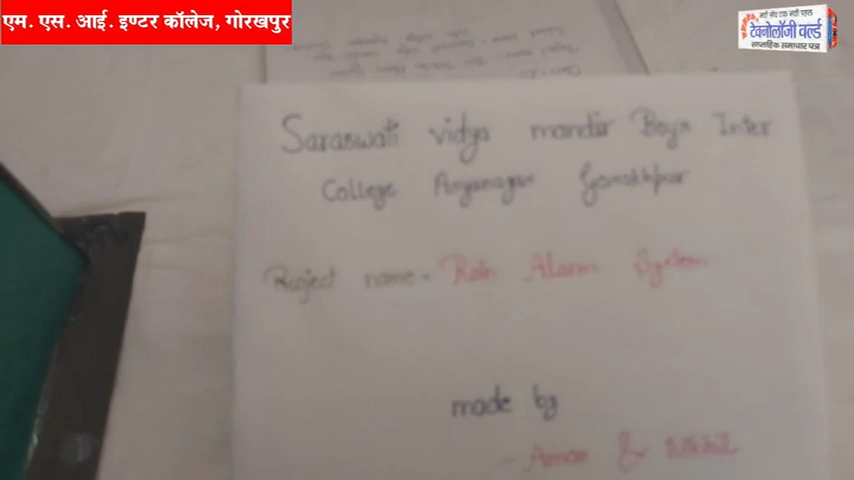 एम. एस. आई. इण्टर कॉलेज, गोरखपुर
टेक्नोलॉजी वर्ल्ड
साप्ताहिक समाचार पत्र
Saraswati vidya mandir Boys Inter
College Aryanagar Gorakhpur
Project name - Rain Alarm System
made by
- Aman & Nikhil